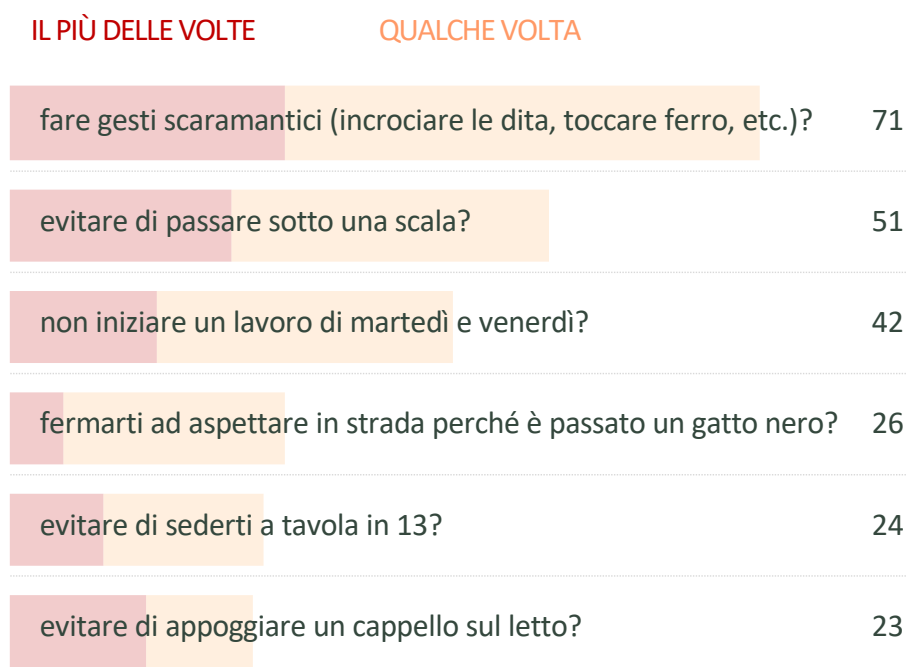 IL PIÙ DELLE VOLTE QUALCHE VOLTA
fare gesti scaramantici (incrociare le dita, toccare ferro, etc.)? 71
evitare di passare sotto una scala? 51
non iniziare un lavoro di martedì e venerdì? 42
fermarti ad aspettare in strada perché è passato un gatto nero? 26
evitare di sederti a tavola in 13? 24
evitare di appoggiare un cappello sul letto? 23